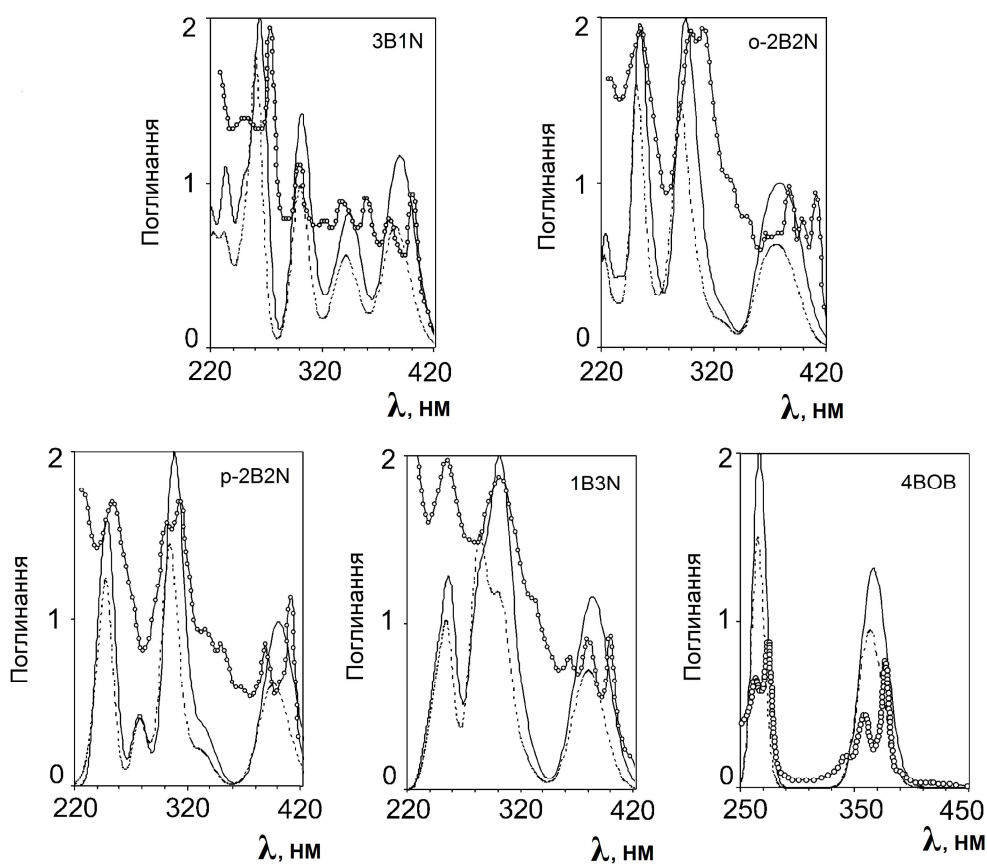 2
3B1N
1
0
Поглинання
220
320
420
λ, нм
2
o-2B2N
1
0
Поглинання
220
320
420
λ, нм
2
p-2B2N
1
0
Поглинання
220
320
420
λ, нм
2
1B3N
1
0
Поглинання
220
320
420
λ, нм
2
4BOB
1
0
Поглинання
250
350
450
λ, нм